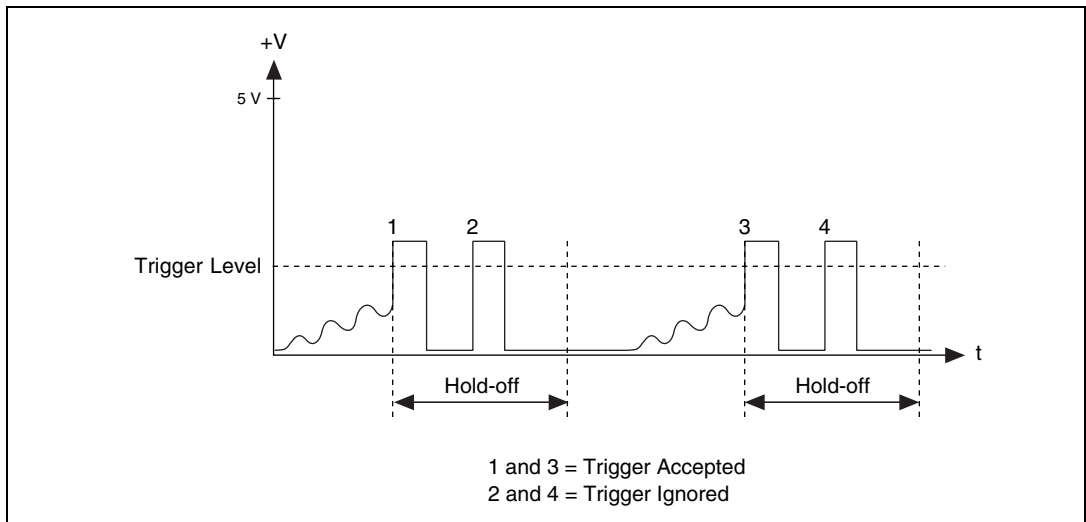 +V
5 V
1
2
3
4
Trigger Level
t
Hold-off
Hold-off
1 and 3 = Trigger Accepted
2 and 4 = Trigger Ignored